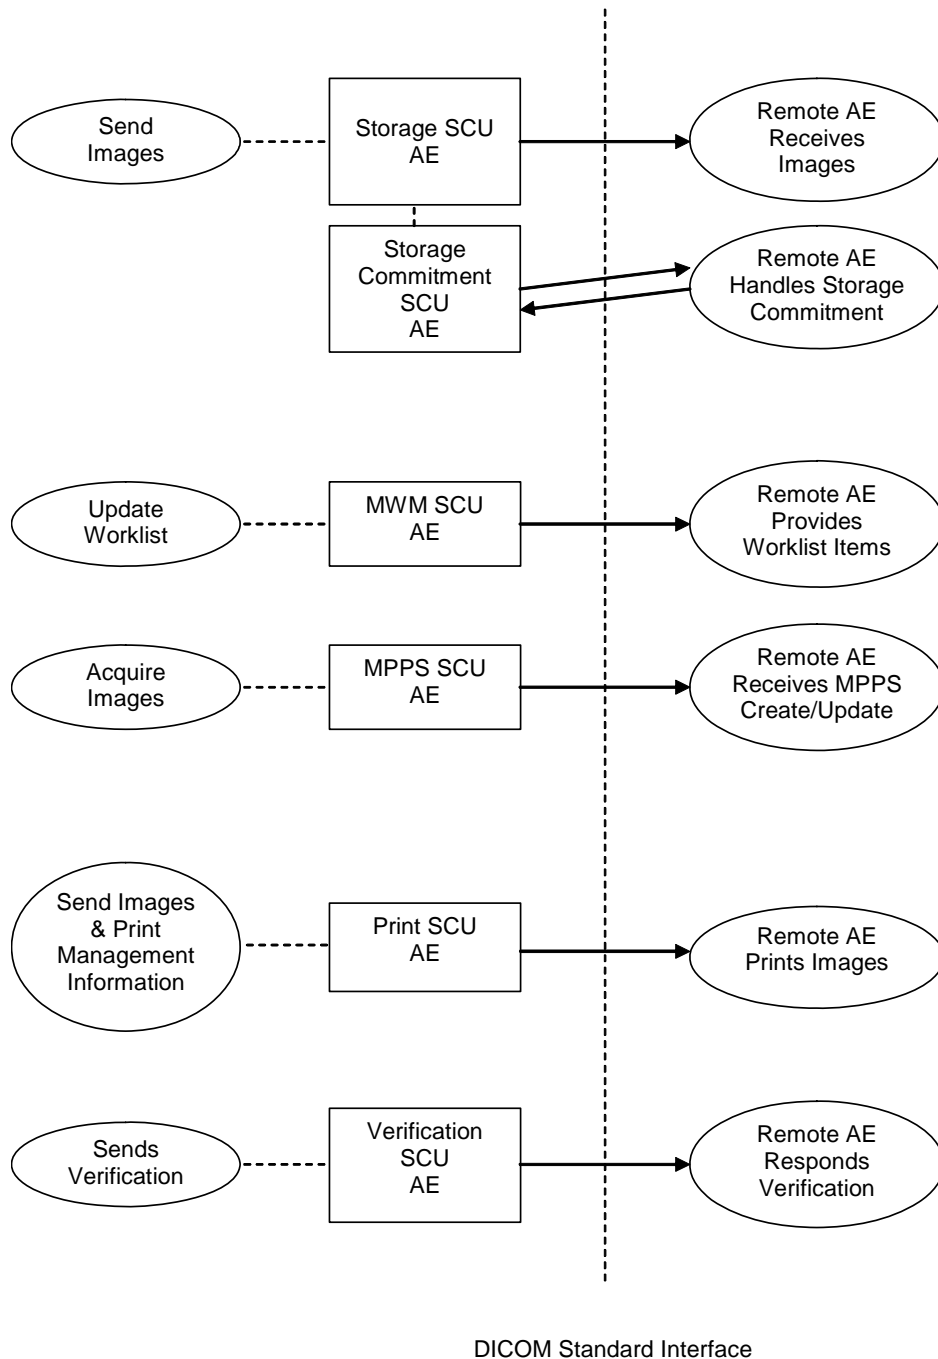 Send
Images
Storage SCU
AE
Remote AE
Receives
Images
Storage
Commitment
SCU
AE
Remote AE
Handles Storage
Commitment
Update
Worklist
MWM SCU
AE
Remote AE
Provides
Worklist Items
Acquire
Images
MPPS SCU
AE
Remote AE
Receives MPPS
Create/Update
Send Images
& Print
Management
Information
Print SCU
AE
Remote AE
Prints Images
Sends
Verification
Verification
SCU
AE
Remote AE
Responds
Verification
DICOM Standard Interface